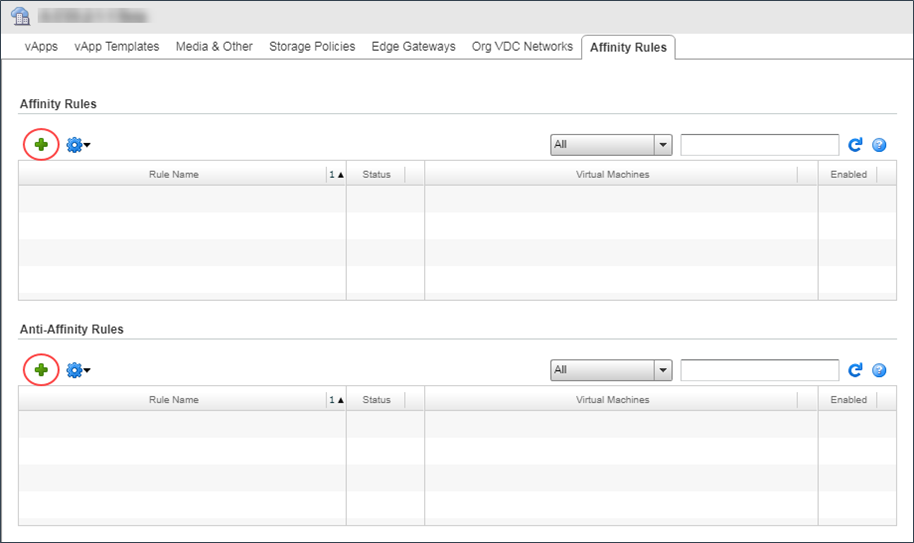 vApps vApp Templates Media & Other Storage Policies Edge Gateways Org VDC Networks Affinity Rules
Affinity Rules
All
Rule Name 1▲ Status Virtual Machines Enabled
Anti-Affinity Rules
All
Rule Name 1▲ Status Virtual Machines Enabled